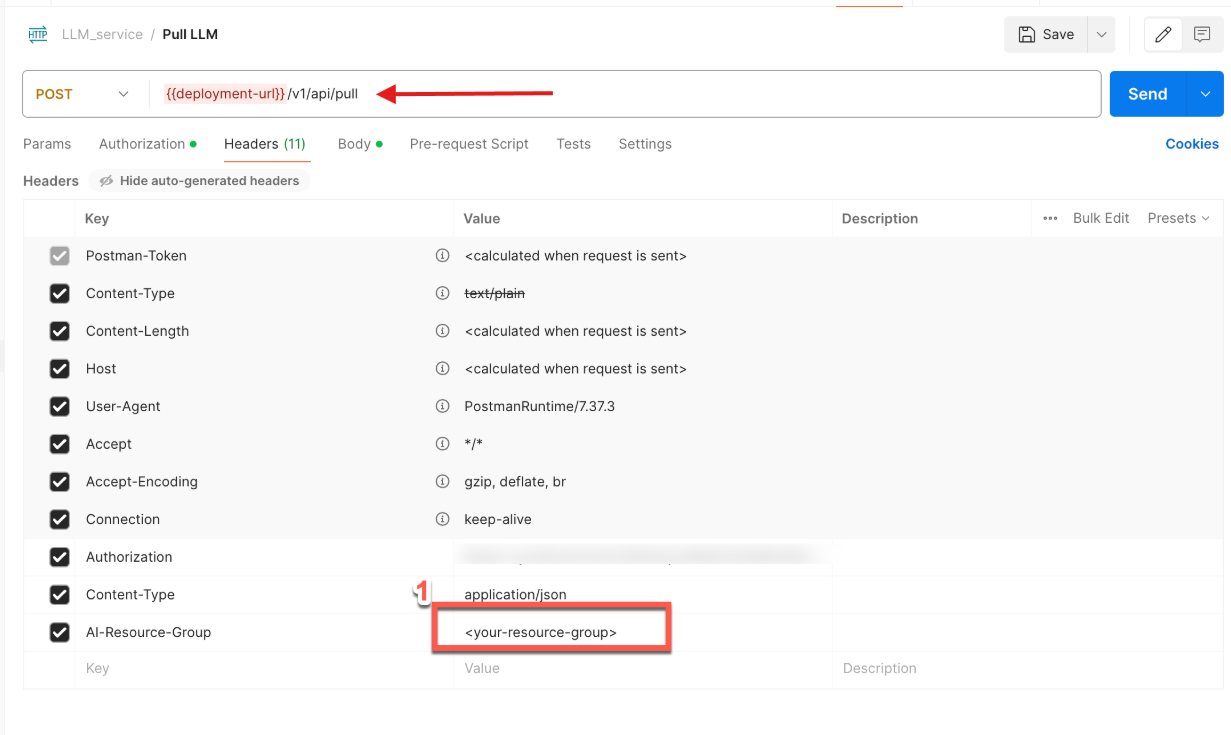 HTTP LLM_service / Pull LLM Save
POST {{deployment-url}}/v1/api/pull Send
Params Authorization Headers (11) Body Pre-request Script Tests Settings Cookies
Headers Hide auto-generated headers
Key Value Description ••• Bulk Edit Presets
Postman-Token <calculated when request is sent>
Content-Type text/plain
Content-Length <calculated when request is sent>
Host <calculated when request is sent>
User-Agent PostmanRuntime/7.37.3
Accept */*
Accept-Encoding gzip, deflate, br
Connection keep-alive
Authorization
Content-Type 1 application/json
AI-Resource-Group <your-resource-group>
Key Value Description